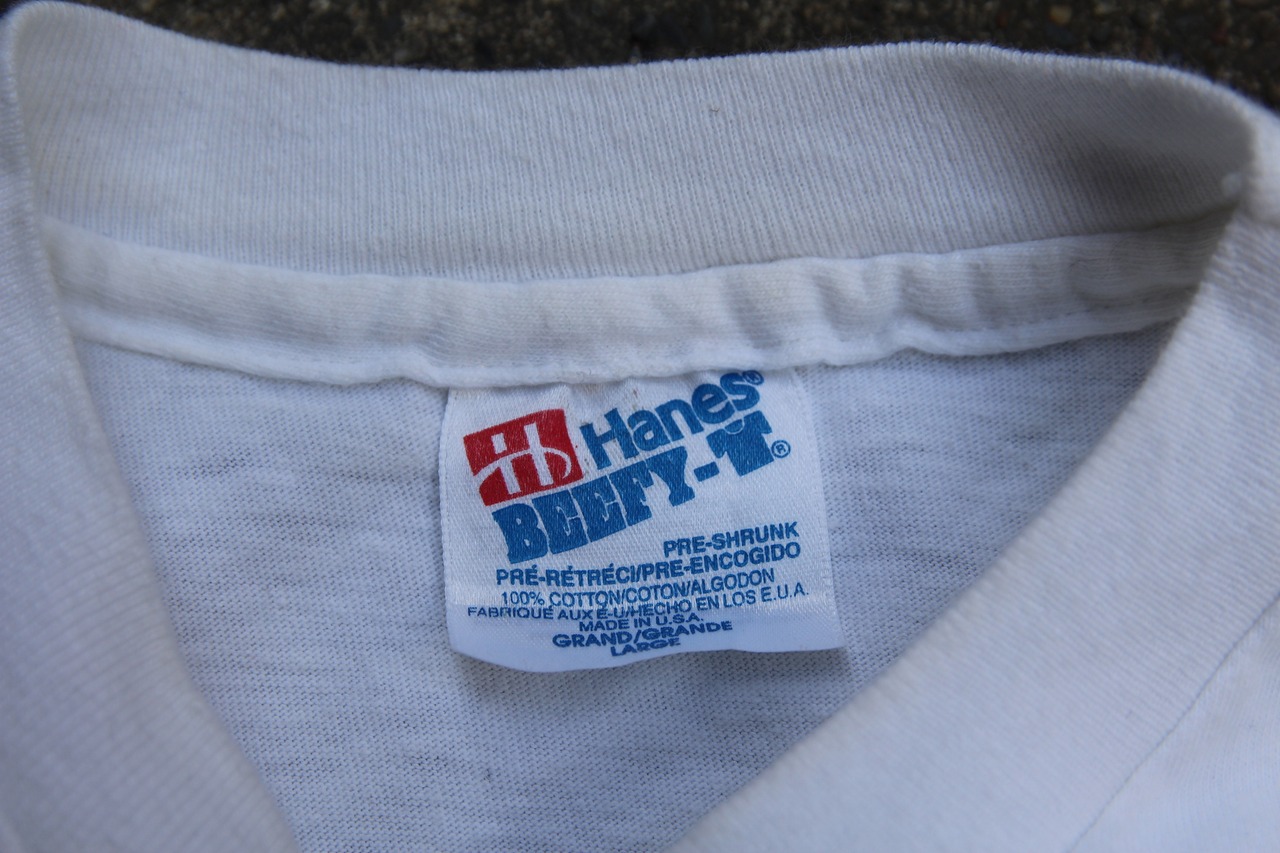 Hanes®
BEEFY-T®
PRE-SHRUNK
PRÉ-RÉTRÉCI/PRE-ENCOGIDO
100% COTTON/COTON/ALGODON
FABRIQUÉ AUX É-U/HECHO EN LOS E.U.A.
MADE IN U.S.A.
GRAND/GRANDE
LARGE